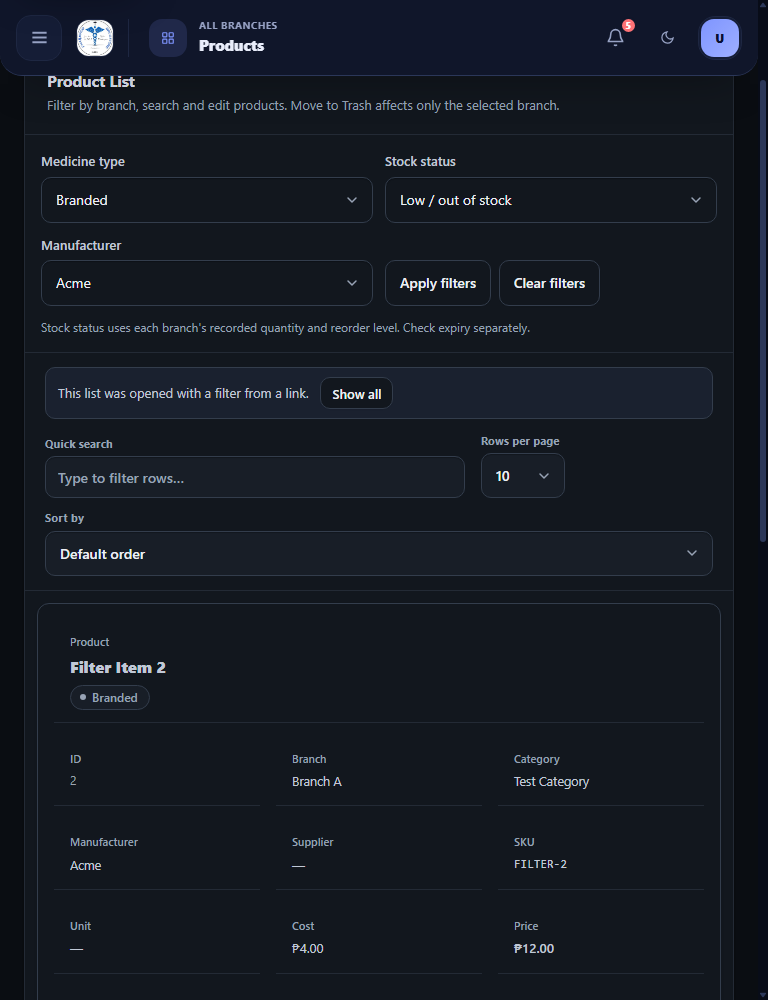 ALL BRANCHES
Products
5
U
Product List
Filter by branch, search and edit products. Move to Trash affects only the selected branch.
Medicine type
Stock status
Branded
Low / out of stock
Manufacturer
Acme
Apply filters
Clear filters
Stock status uses each branch's recorded quantity and reorder level. Check expiry separately.
This list was opened with a filter from a link.
Show all
Quick search
Rows per page
Type to filter rows...
10
Sort by
Default order
Product
Filter Item 2
Branded
ID
Branch
Category
2
Branch A
Test Category
Manufacturer
Supplier
SKU
Acme
—
FILTER-2
Unit
Cost
Price
—
₱4.00
₱12.00